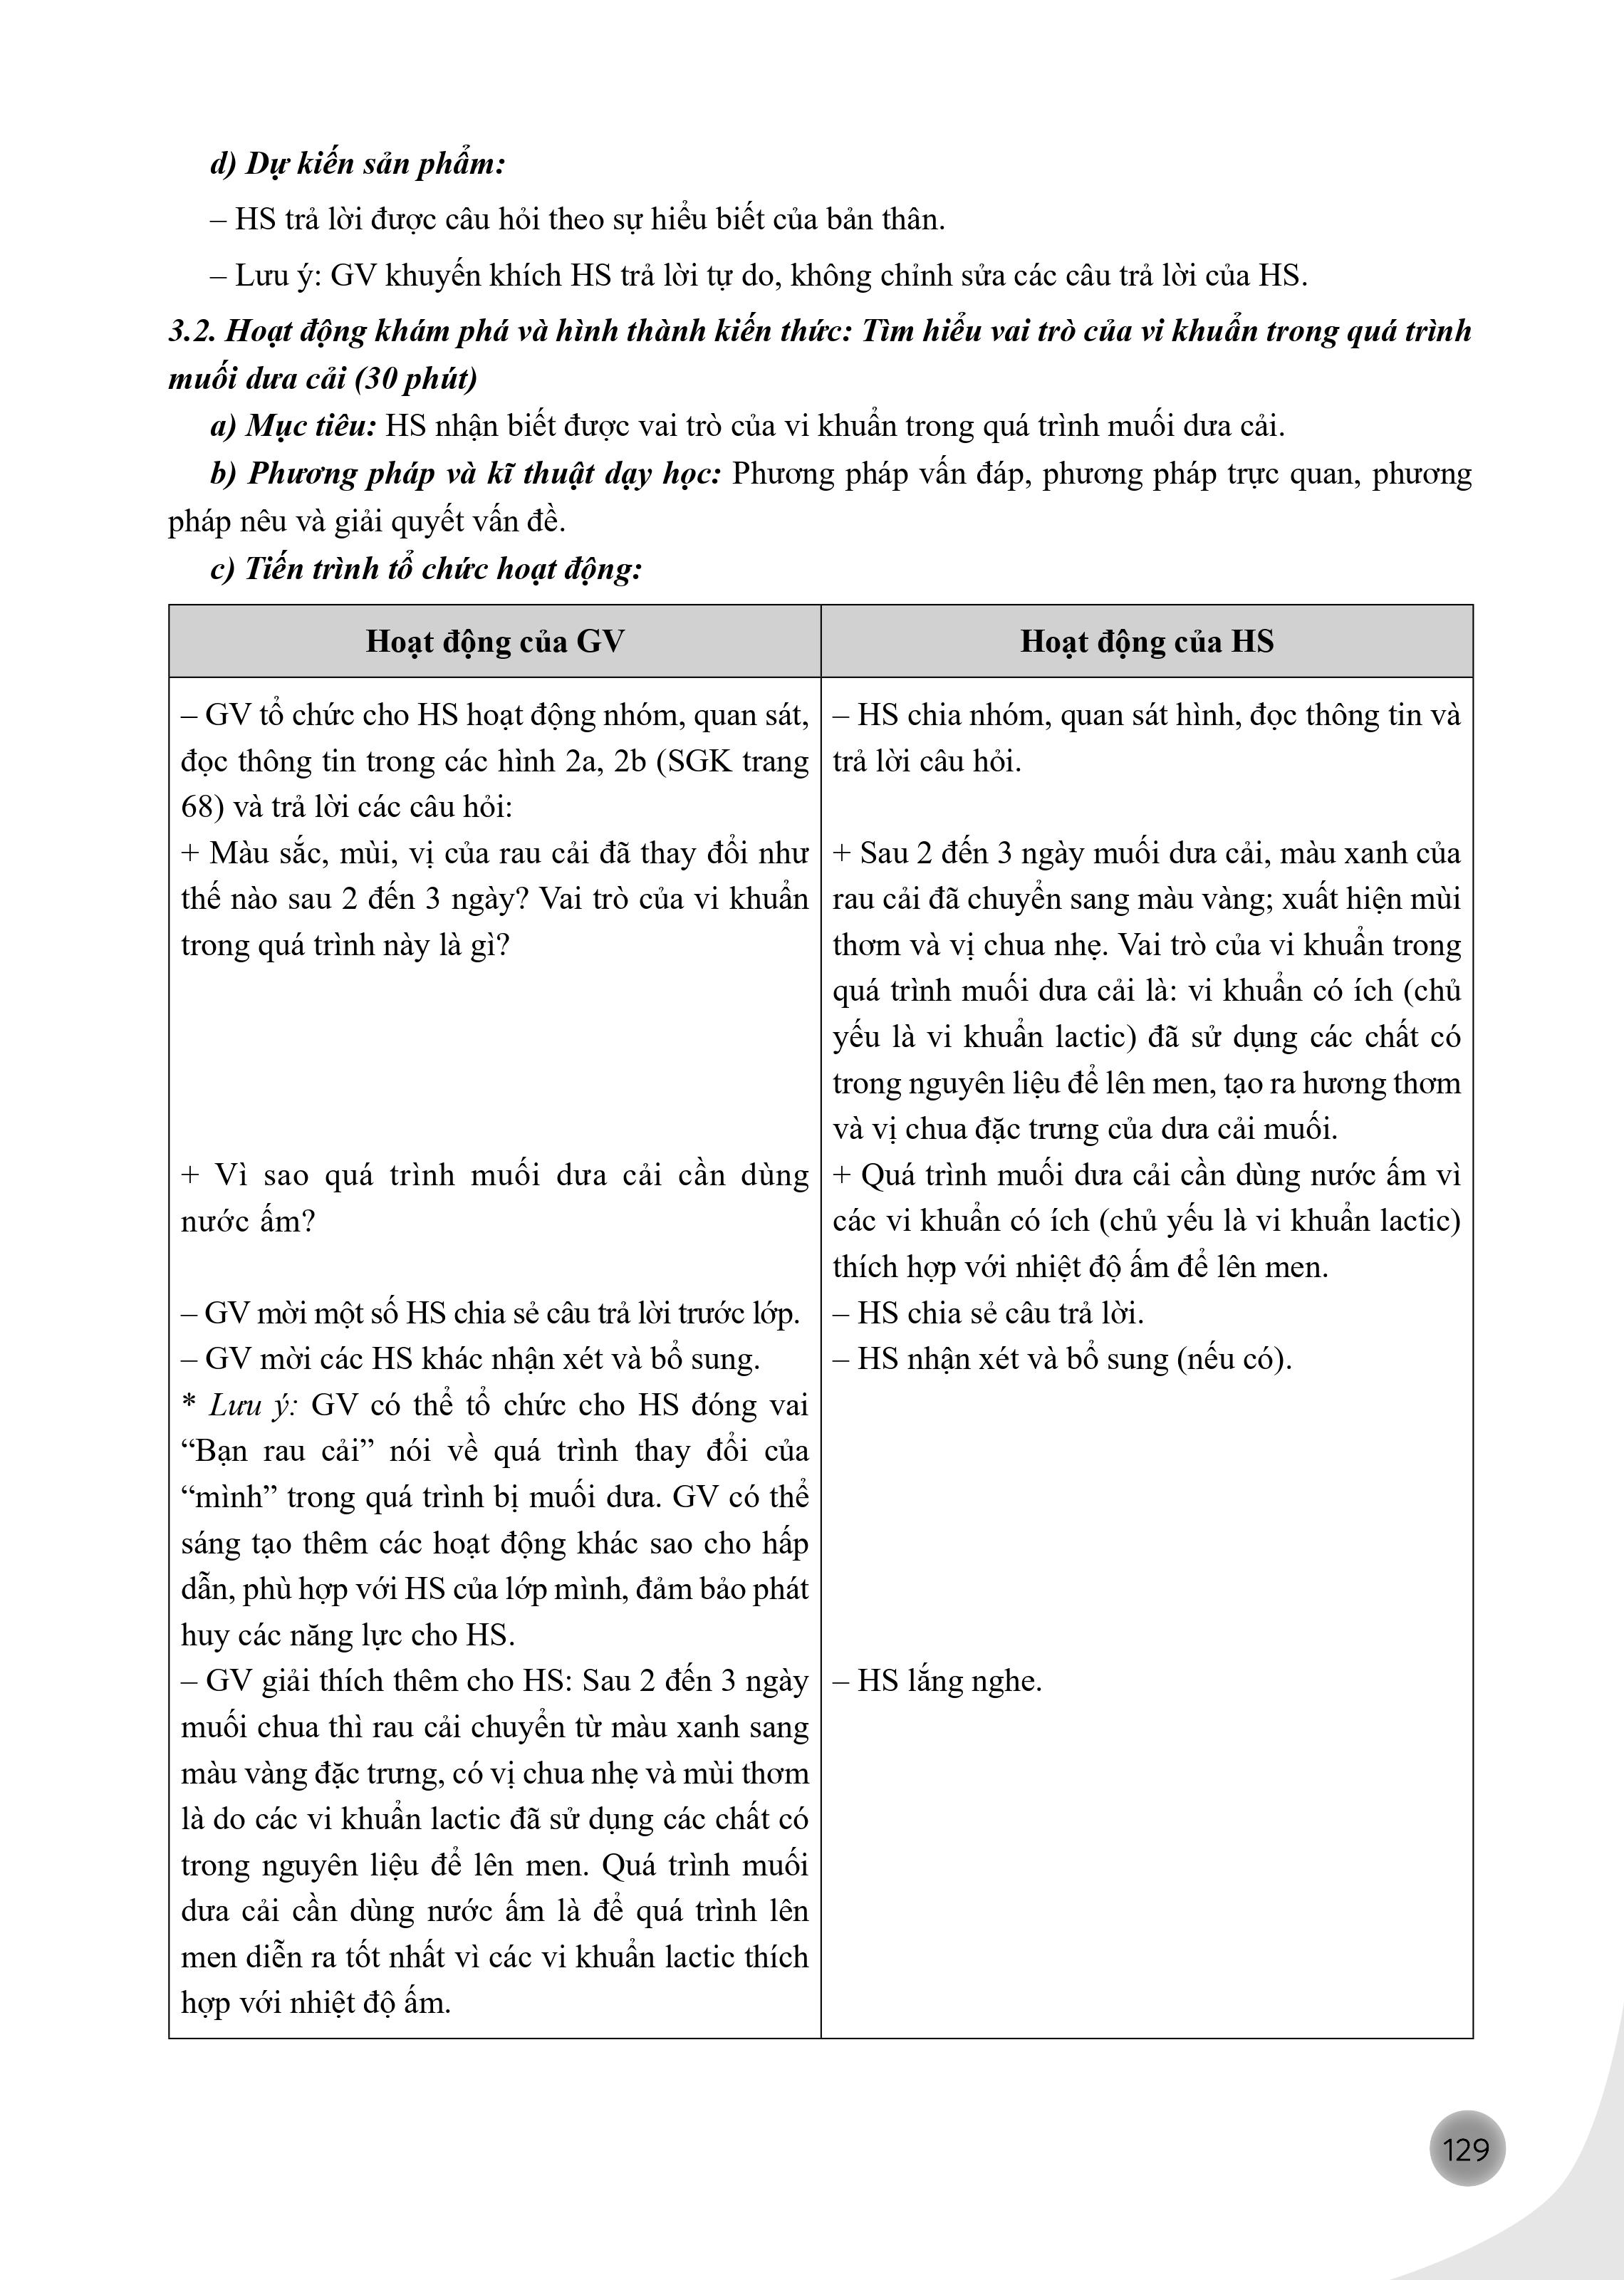 d) Dự kiến sản phẩm:
– HS trả lời được câu hỏi theo sự hiểu biết của bản thân.
– Lưu ý: GV khuyến khích HS trả lời tự do, không chỉnh sửa các câu trả lời của HS.
3.2. Hoạt động khám phá và hình thành kiến thức: Tìm hiểu vai trò của vi khuẩn trong quá trình
muối dưa cải (30 phút)
a) Mục tiêu: HS nhận biết được vai trò của vi khuẩn trong quá trình muối dưa cải.
b) Phương pháp và kĩ thuật dạy học: Phương pháp vấn đáp, phương pháp trực quan, phương
pháp nêu và giải quyết vấn đề.
c) Tiến trình tổ chức hoạt động:
Hoạt động của GV
– GV tổ chức cho HS hoạt động nhóm, quan sát,
đọc thông tin trong các hình 2a, 2b (SGK trang
68) và trả lời các câu hỏi:
+ Màu sắc, mùi, vị của rau cải đã thay đổi như
thế nào sau 2 đến 3 ngày? Vai trò của vi khuẩn
trong quá trình này là gì?
+ Vì sao quá trình muối dưa cải cần dùng
nước ấm?
– GV mời một số HS chia sẻ câu trả lời trước lớp.
– GV mời các HS khác nhận xét và bổ sung.
* Lưu ý: GV có thể tổ chức cho HS đóng vai
“Bạn rau cải” nói về quá trình thay đổi của
“mình” trong quá trình bị muối dưa. GV có thể
sáng tạo thêm các hoạt động khác sao cho hấp
dẫn, phù hợp với HS của lớp mình, đảm bảo phát
huy các năng lực cho HS.
– GV giải thích thêm cho HS: Sau 2 đến 3 ngày
muối chua thì rau cải chuyển từ màu xanh sang
màu vàng đặc trưng, có vị chua nhẹ và mùi thơm
là do các vi khuẩn lactic đã sử dụng các chất có
trong nguyên liệu để lên men. Quá trình muối
dưa cải cần dùng nước ấm là để quá trình lên
men diễn ra tốt nhất vì các vi khuẩn lactic thích
hợp với nhiệt độ ấm.
Hoạt động của HS
– HS chia nhóm, quan sát hình, đọc thông tin và
trả lời câu hỏi.
+ Sau 2 đến 3 ngày muối dưa cải, màu xanh của
rau cải đã chuyển sang màu vàng; xuất hiện mùi
thơm và vị chua nhẹ. Vai trò của vi khuẩn trong
quá trình muối dưa cải là: vi khuẩn có ích (chủ
yếu là vi khuẩn lactic) đã sử dụng các chất có
trong nguyên liệu để lên men, tạo ra hương thơm
và vị chua đặc trưng của dưa cải muối.
+ Quá trình muối dưa cải cần dùng nước ấm vì
các vi khuẩn có ích (chủ yếu là vi khuẩn lactic)
thích hợp với nhiệt độ ấm để lên men.
– HS chia sẻ câu trả lời.
– HS nhận xét và bổ sung (nếu có).
– HS lắng nghe.
129